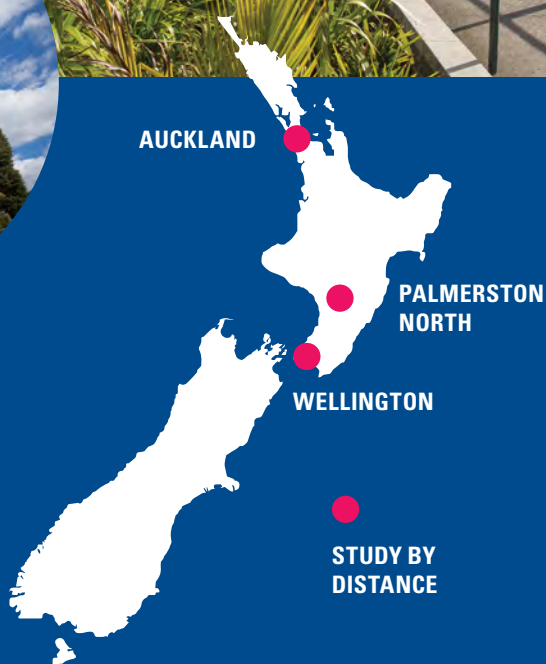 AUCKLAND
PALMERSTON
NORTH
WELLINGTON
STUDY BY
DISTANCE